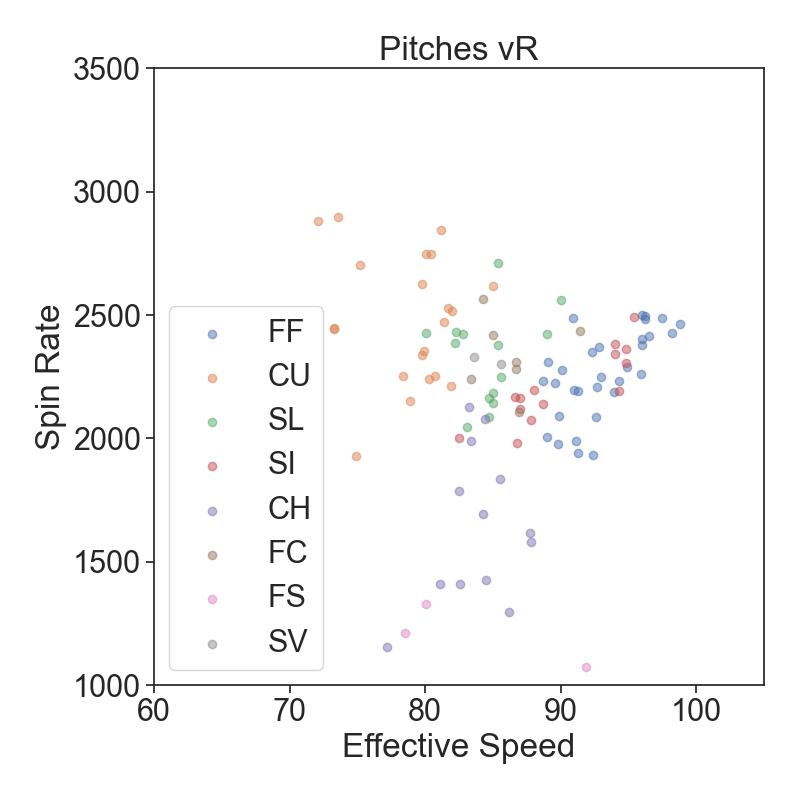 Pitches vR
3500
3000
2500
2000
1500
1000
Spin Rate
FF
CU
SL
SI
CH
FC
FS
SV
60 70 80 90 100
Effective Speed